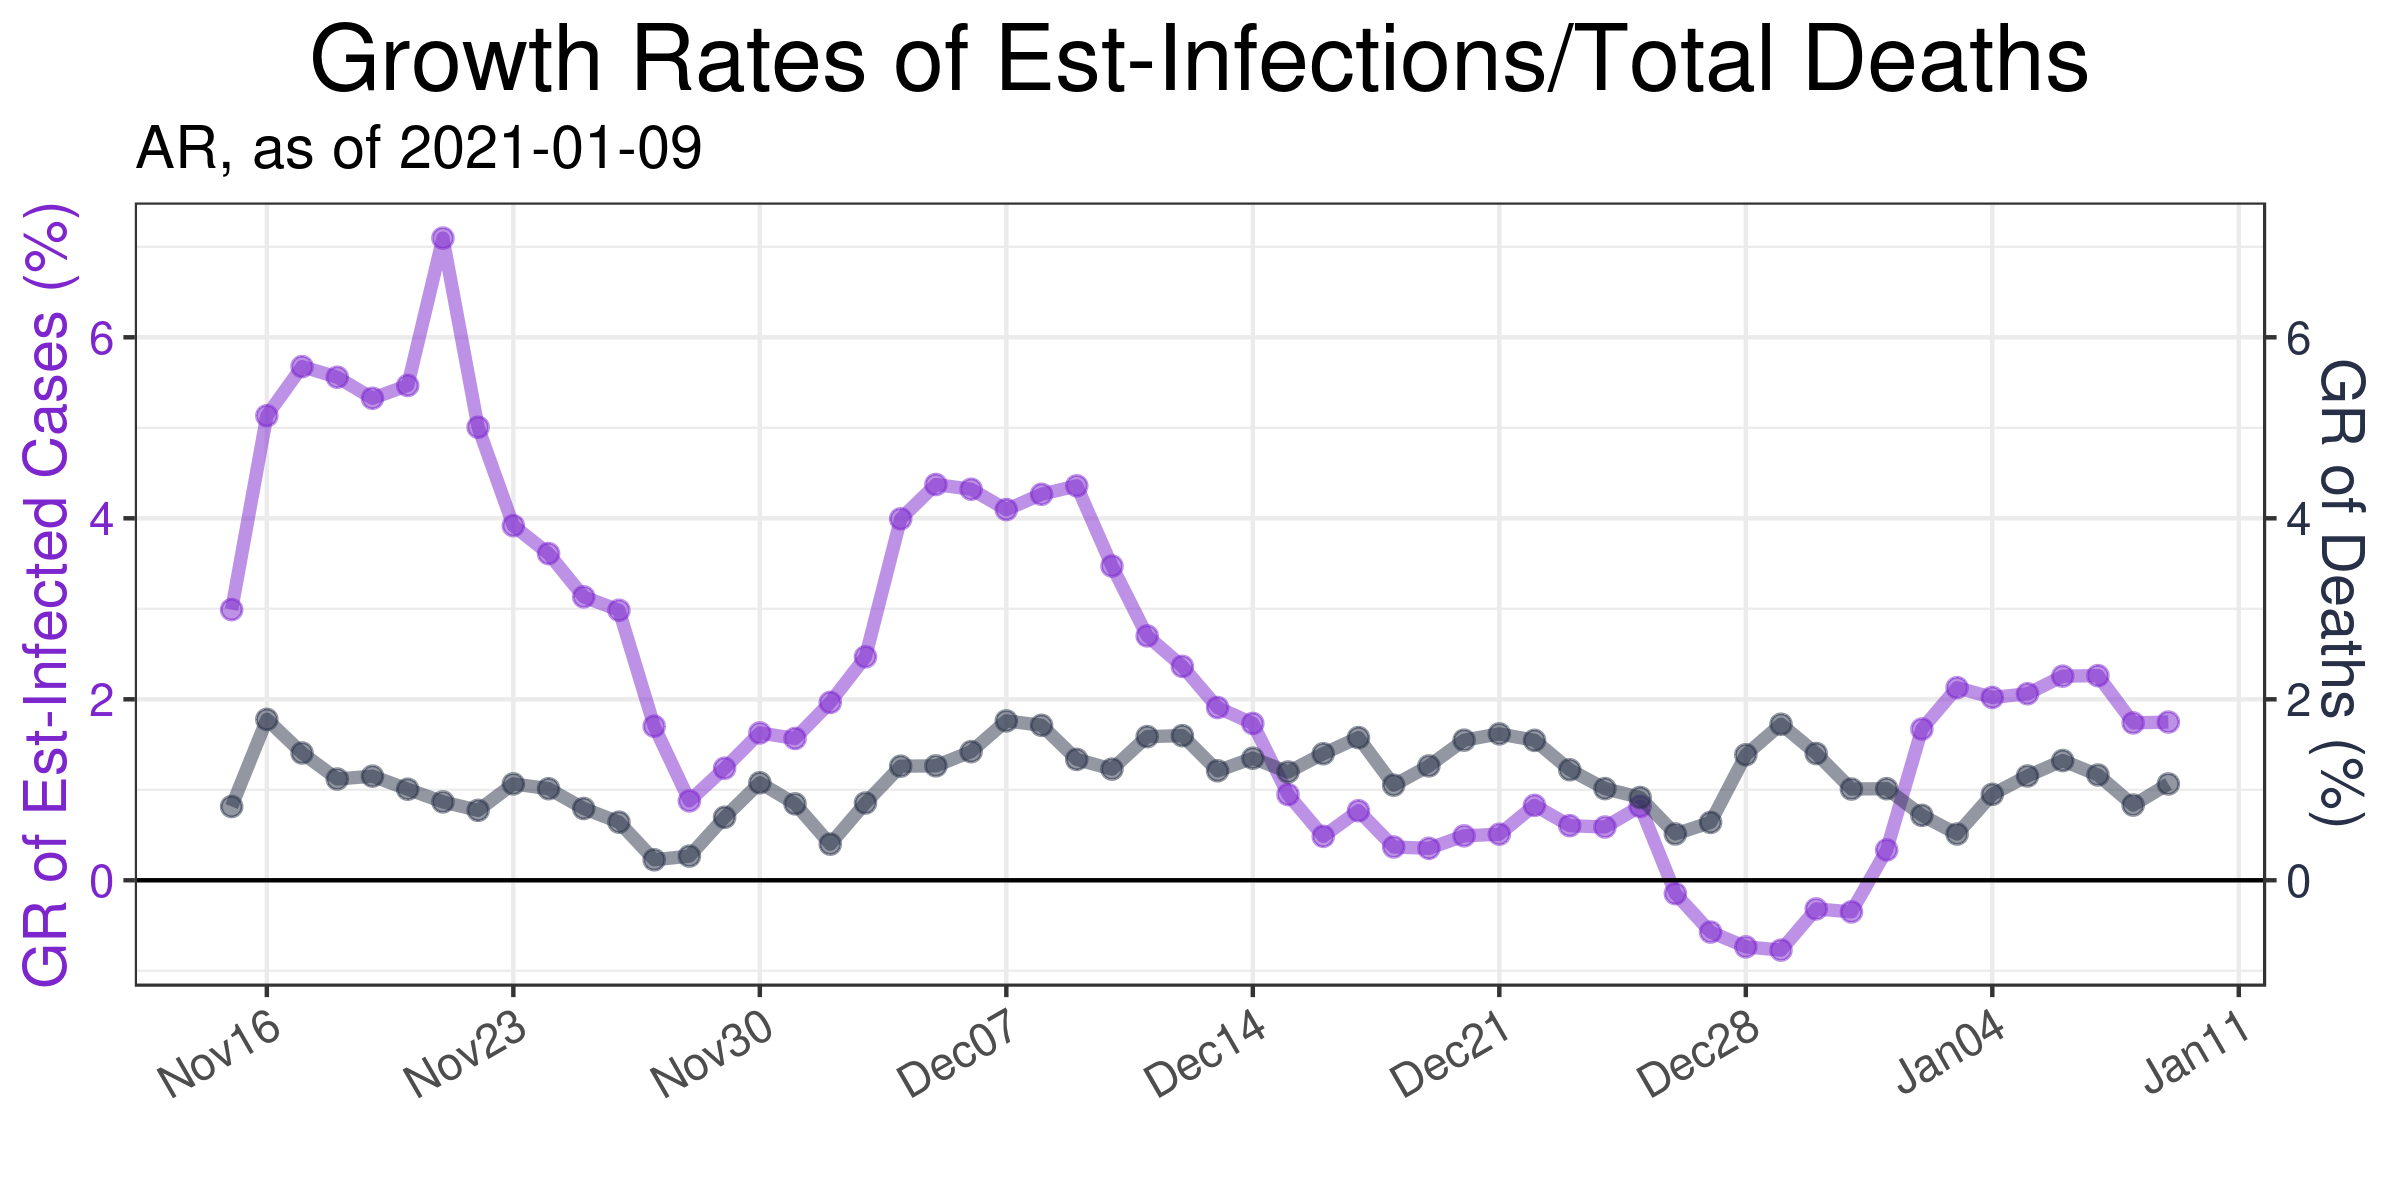 Growth Rates of Est-Infections/Total Deaths
AR, as of 2021-01-09
GR of Est-Infected Cases (%)
6
4
2
0
6
4
2
0
GR of Deaths (%)
Nov16
Nov23
Nov30
Dec07
Dec14
Dec21
Dec28
Jan04
Jan11